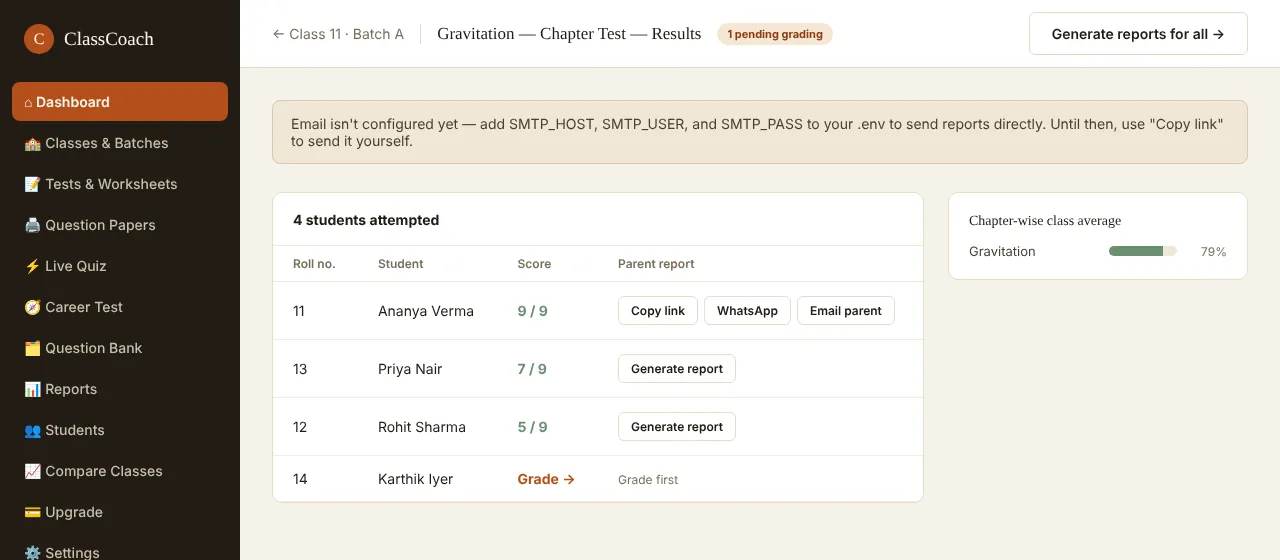 C ClassCoach
Dashboard
Classes & Batches
Tests & Worksheets
Question Papers
Live Quiz
Career Test
Question Bank
Reports
Students
Compare Classes
Upgrade
Settings
← Class 11 · Batch A
Gravitation — Chapter Test — Results
1 pending grading
Generate reports for all →
Email isn't configured yet — add SMTP_HOST, SMTP_USER, and SMTP_PASS to your .env to send reports directly. Until then, use "Copy link"
to send it yourself.
4 students attempted
Roll no. Student Score Parent report
11 Ananya Verma 9 / 9 Copy link WhatsApp Email parent
13 Priya Nair 7 / 9 Generate report
12 Rohit Sharma 5 / 9 Generate report
14 Karthik Iyer Grade → Grade first
Chapter-wise class average
Gravitation 79%